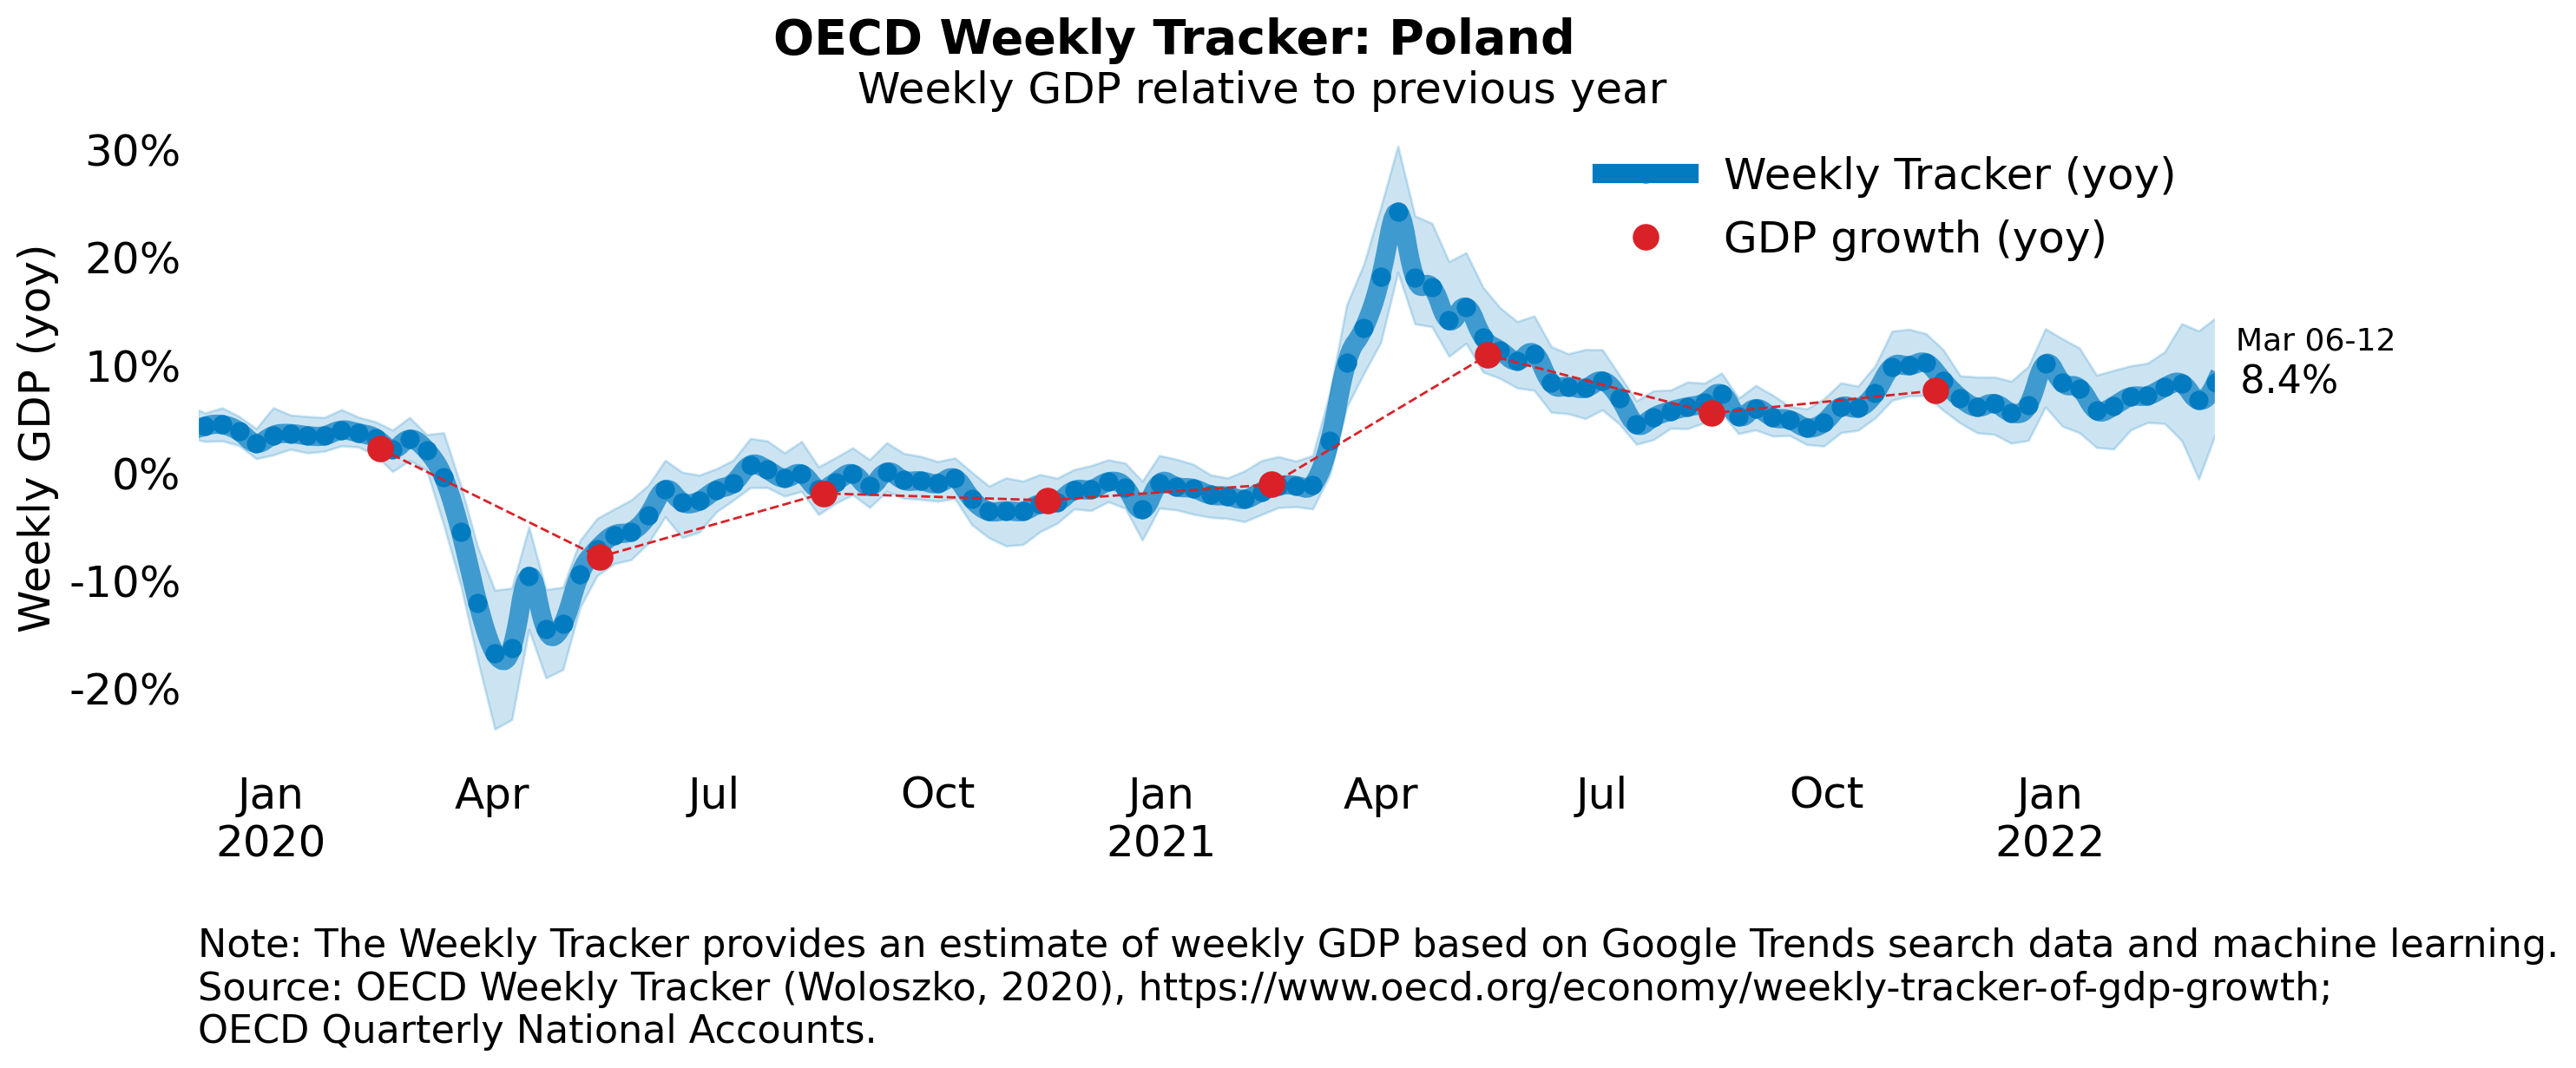 OECD Weekly Tracker: Poland
Weekly GDP relative to previous year
Weekly GDP (yoy)
30%
20%
10%
0%
-10%
-20%
Weekly Tracker (yoy)
GDP growth (yoy)
Mar 06-12
8.4%
Jan Apr Jul Oct Jan Apr Jul Oct Jan
2020 2021 2022
Note: The Weekly Tracker provides an estimate of weekly GDP based on Google Trends search data and machine learning.
Source: OECD Weekly Tracker (Woloszko, 2020), https://www.oecd.org/economy/weekly-tracker-of-gdp-growth;
OECD Quarterly National Accounts.